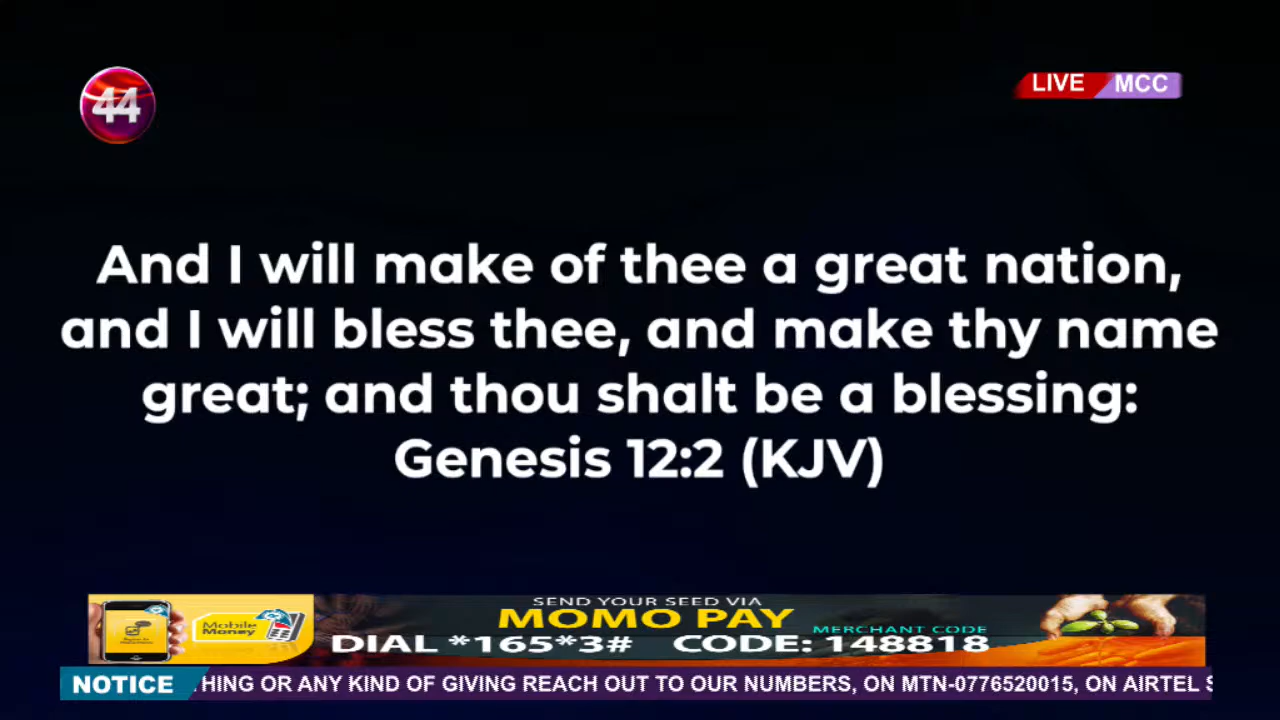 44
LIVE MCC
And I will make of thee a great nation,
and I will bless thee, and make thy name
great; and thou shalt be a blessing:
Genesis 12:2 (KJV)
SEND YOUR SEED VIA
MOMO PAY
Mobile Money
MERCHANT CODE
DIAL *165*3# CODE: 148818
NOTICE THING OR ANY KIND OF GIVING REACH OUT TO OUR NUMBERS, ON MTN-0776520015, ON AIRTEL